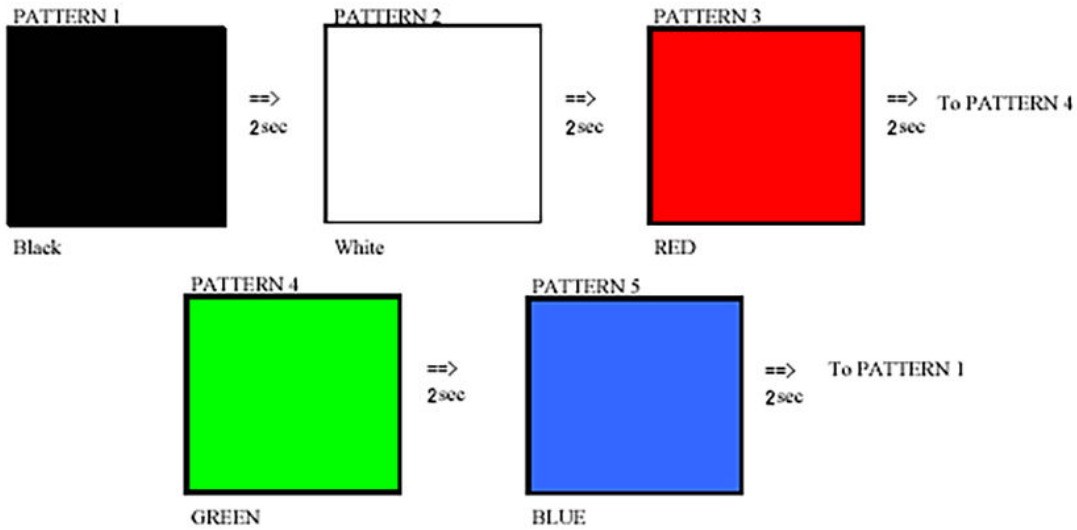 PATTERN 1
PATTERN 2
PATTERN 3
==>
2sec
==>
2sec
==>
2sec
To PATTERN 4
Black
White
RED
PATTERN 4
PATTERN 5
==>
2sec
==>
2sec
To PATTERN 1
GREEN
BLUE